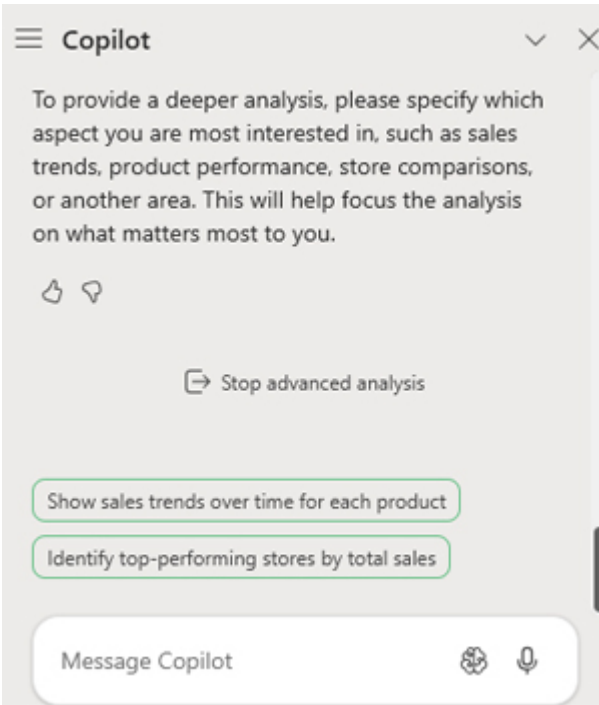 Copilot
To provide a deeper analysis, please specify which
aspect you are most interested in, such as sales
trends, product performance, store comparisons,
or another area. This will help focus the analysis
on what matters most to you.
Stop advanced analysis
Show sales trends over time for each product
Identify top-performing stores by total sales
Message Copilot